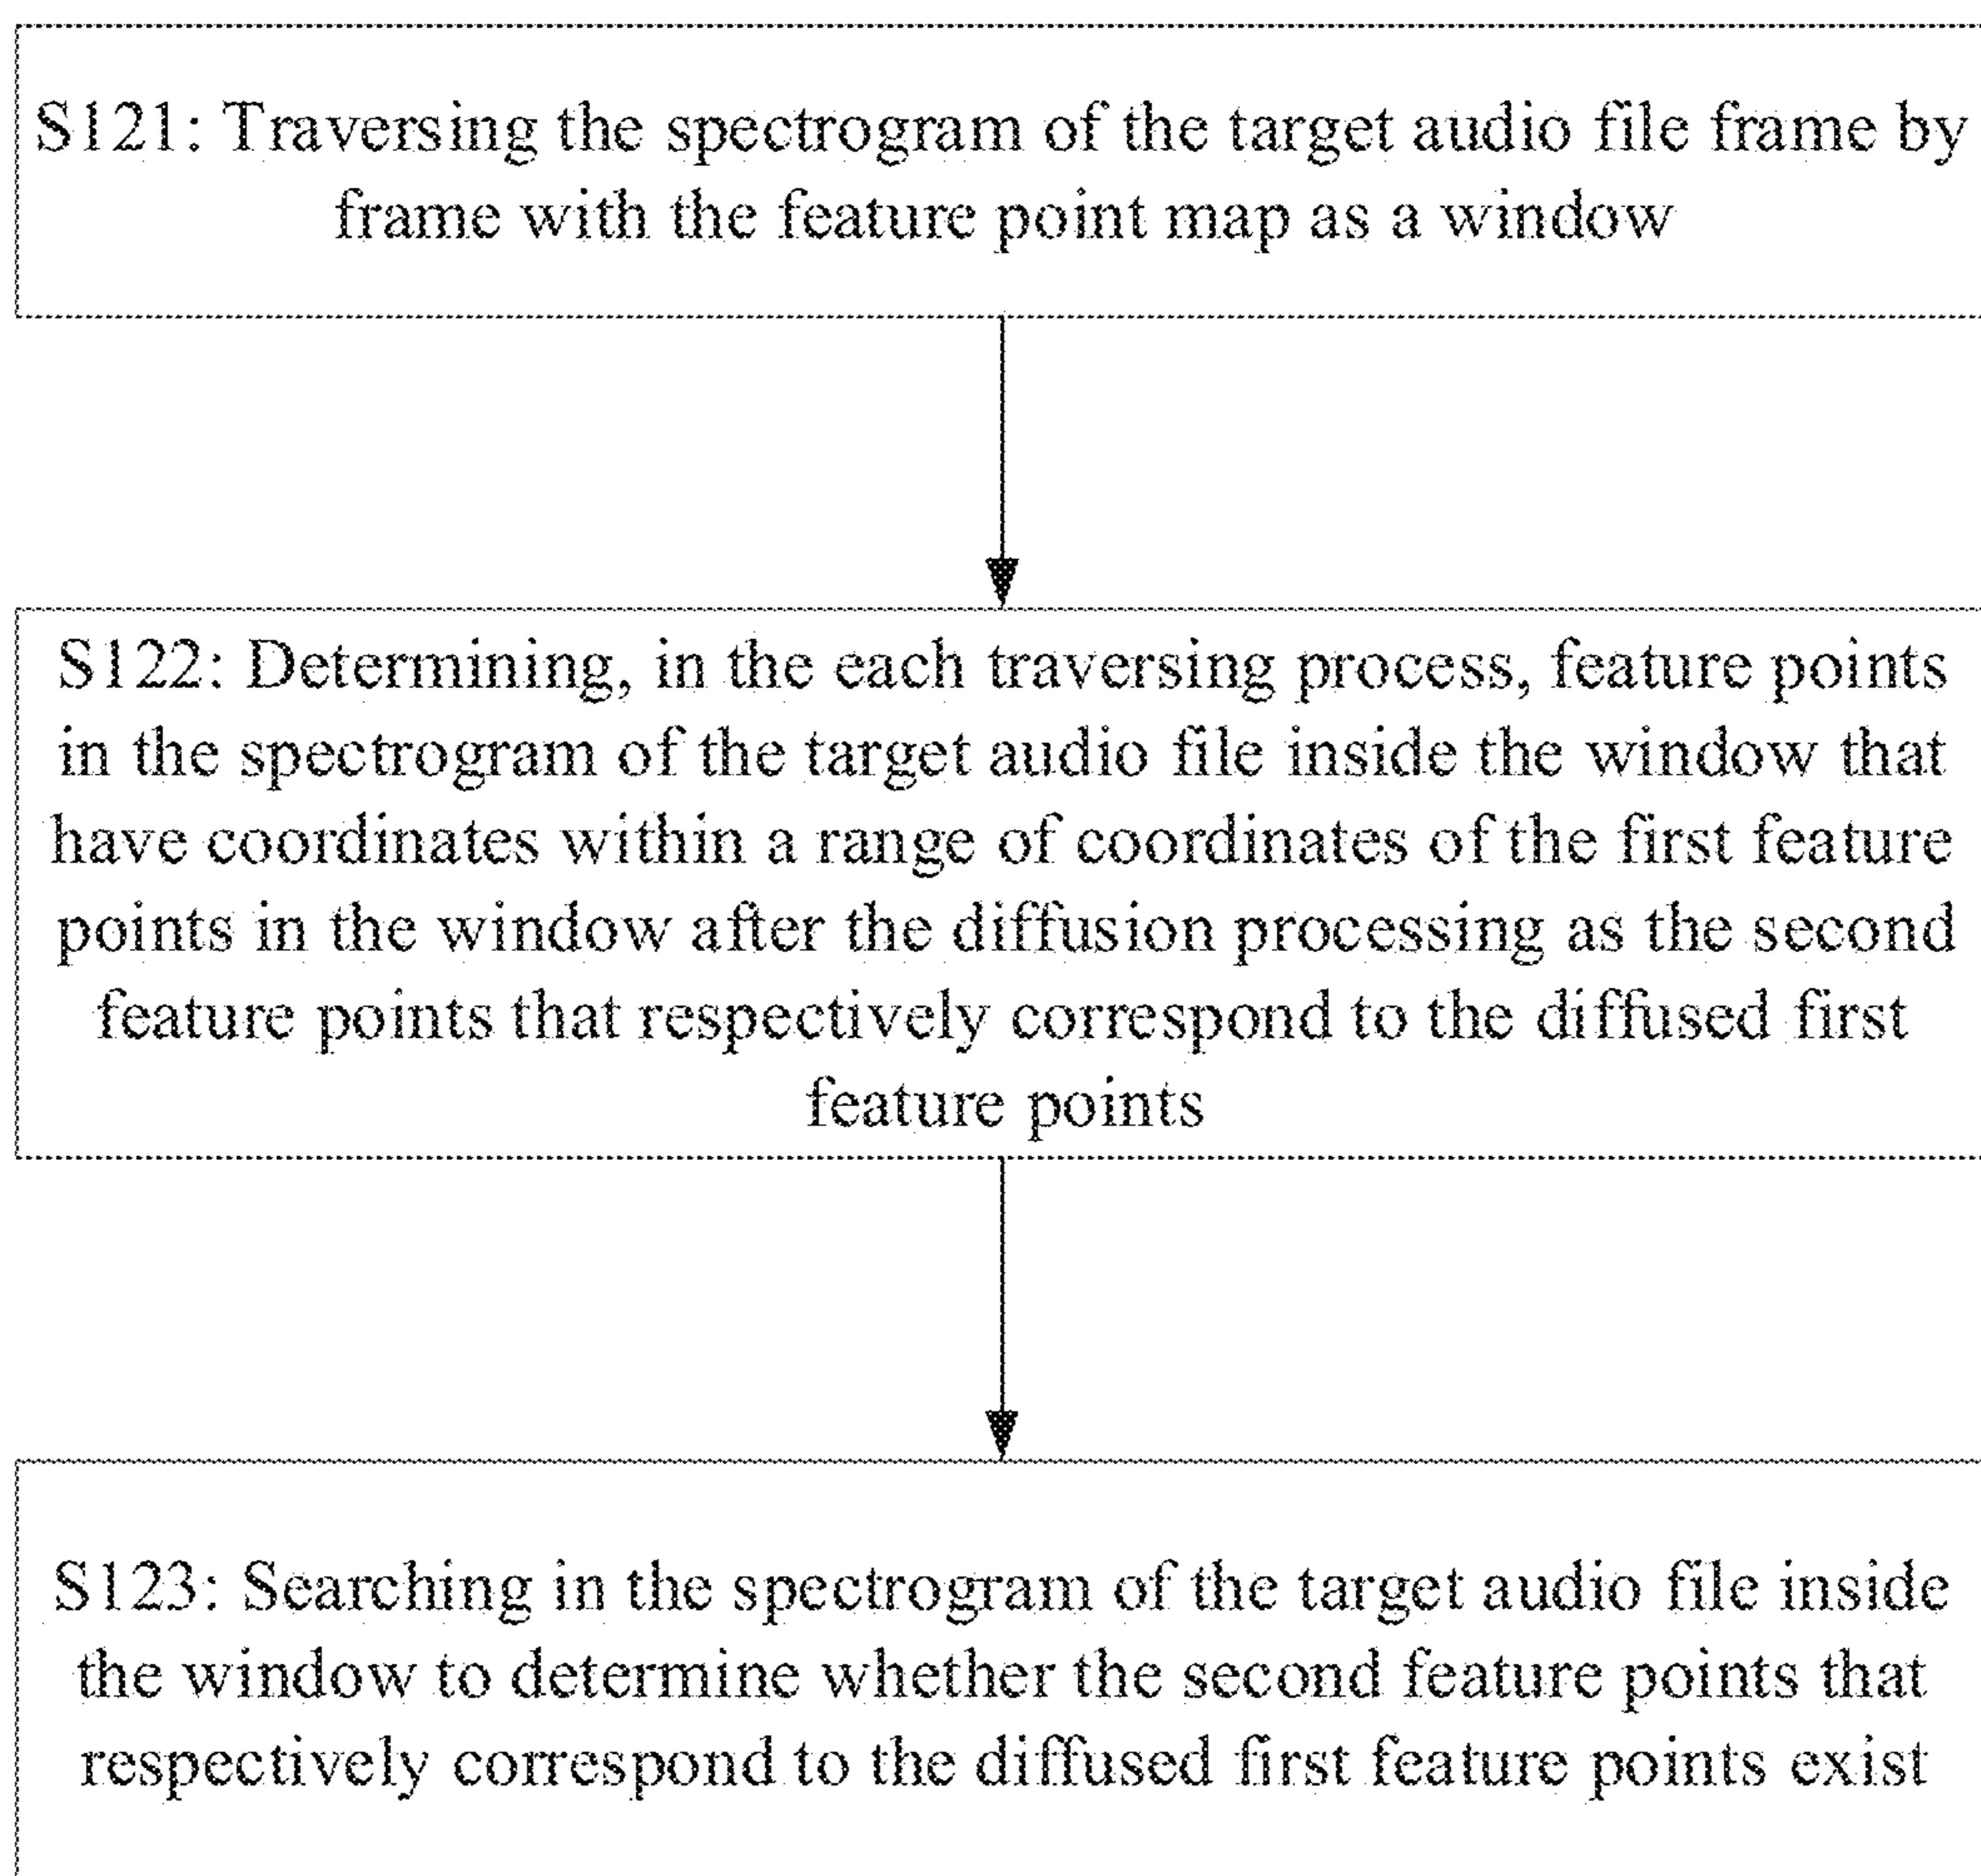 S121: Traversing the spectrogram of the target audio file frame by
frame with the feature point map as a window
S122: Determining, in the each traversing process, feature points
in the spectrogram of the target audio file inside the window that
have coordinates within a range of coordinates of the first feature
points in the window after the diffusion processing as the second
feature points that respectively correspond to the diffused first
feature points
S123: Searching in the spectrogram of the target audio file inside
the window to determine whether the second feature points that
respectively correspond to the diffused first feature points exist